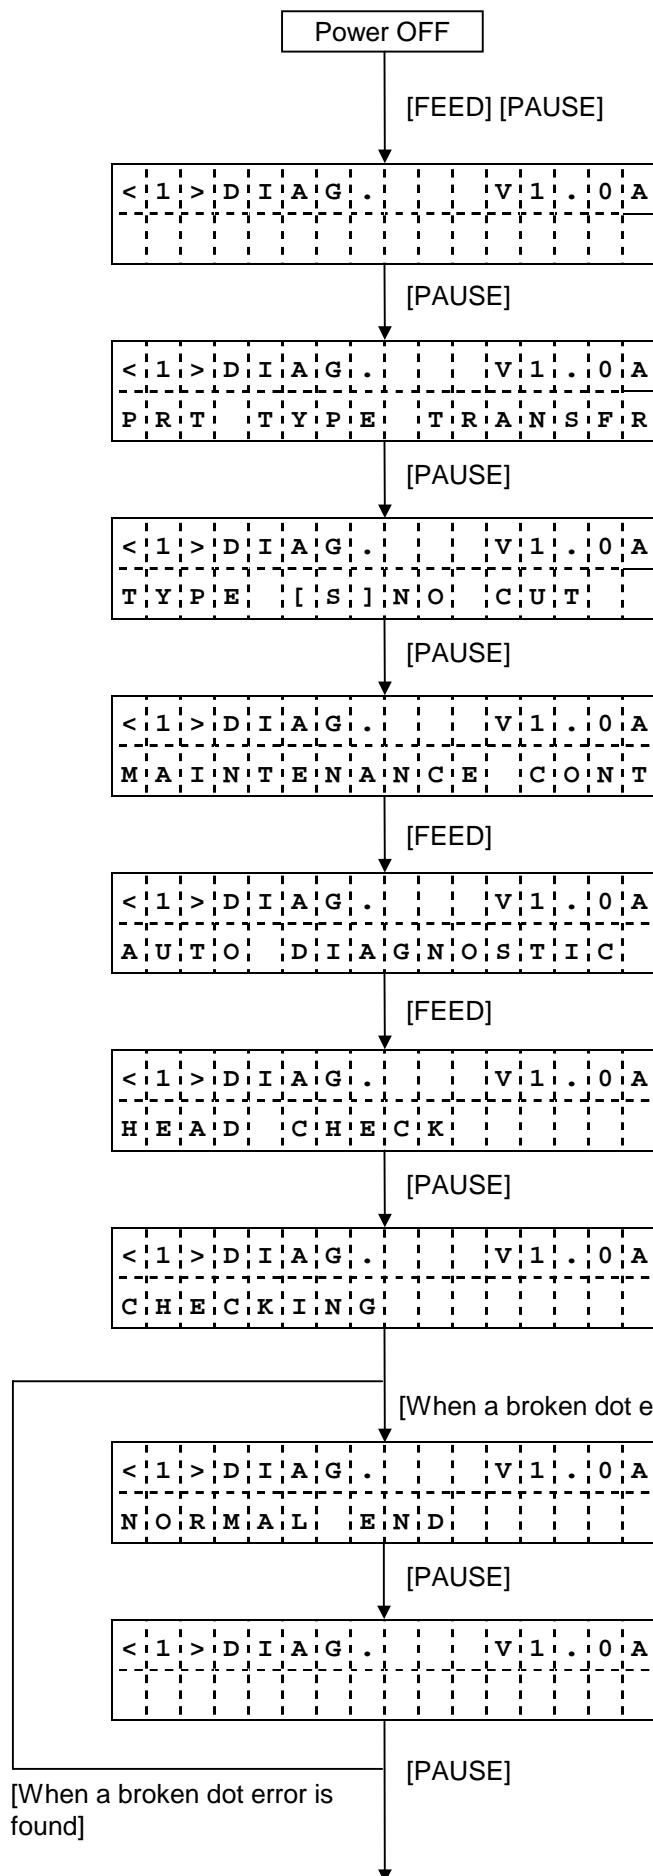 Power OFF
[FEED] [PAUSE]
<1>DIAG.   V1.0A
[PAUSE]
<1>DIAG.   V1.0A
PRT TYPE TRANSFR
[PAUSE]
<1>DIAG.   V1.0A
TYPE [S]NO CUT
[PAUSE]
<1>DIAG.   V1.0A
MAINTENANCE CONT
[FEED]
<1>DIAG.   V1.0A
AUTO DIAGNOSTIC
[FEED]
<1>DIAG.   V1.0A
HEAD CHECK
[PAUSE]
<1>DIAG.   V1.0A
CHECKING
[When a broken dot e
<1>DIAG.   V1.0A
NORMAL END
[PAUSE]
<1>DIAG.   V1.0A
[PAUSE]
[When a broken dot error is
found]